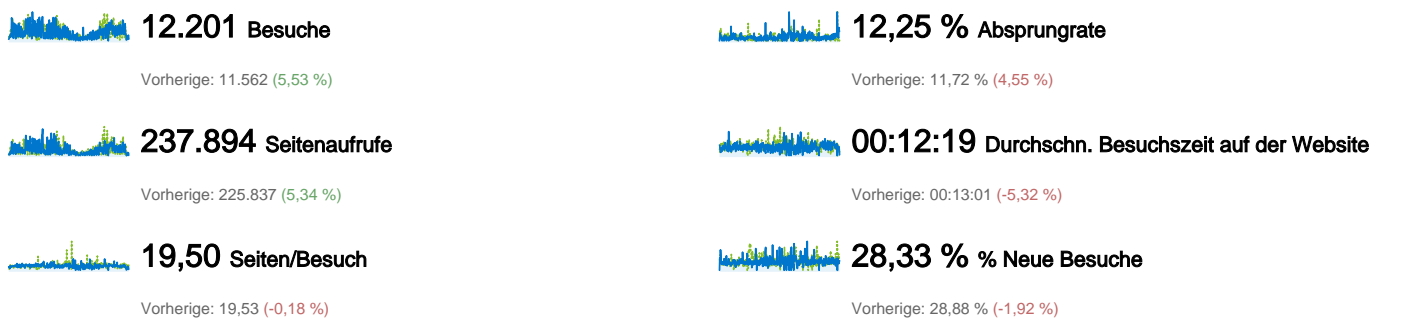 12.201 Besuche
Vorherige: 11.562 (5,53 %)
12,25 % Absprungrate
Vorherige: 11,72 % (4,55 %)
237.894 Seitenaufrufe
Vorherige: 225.837 (5,34 %)
00:12:19 Durchschn. Besuchszeit auf der Website
Vorherige: 00:13:01 (-5,32 %)
19,50 Seiten/Besuch
Vorherige: 19,53 (-0,18 %)
28,33 % % Neue Besuche
Vorherige: 28,88 % (-1,92 %)